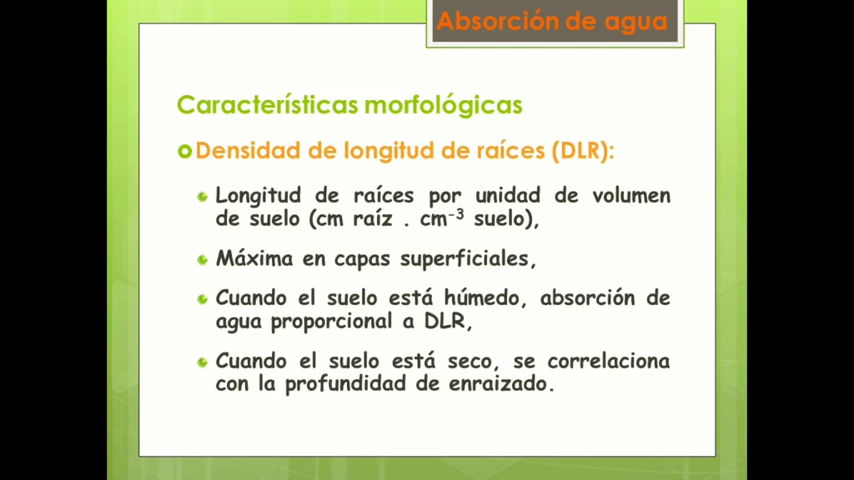 Absorción de agua
Características morfológicas
Densidad de longitud de raíces (DLR):
Longitud de raíces por unidad de volumen
de suelo (cm raíz . cm⁻³ suelo),
Máxima en capas superficiales,
Cuando el suelo está húmedo, absorción de
agua proporcional a DLR,
Cuando el suelo está seco, se correlaciona
con la profundidad de enraizado.